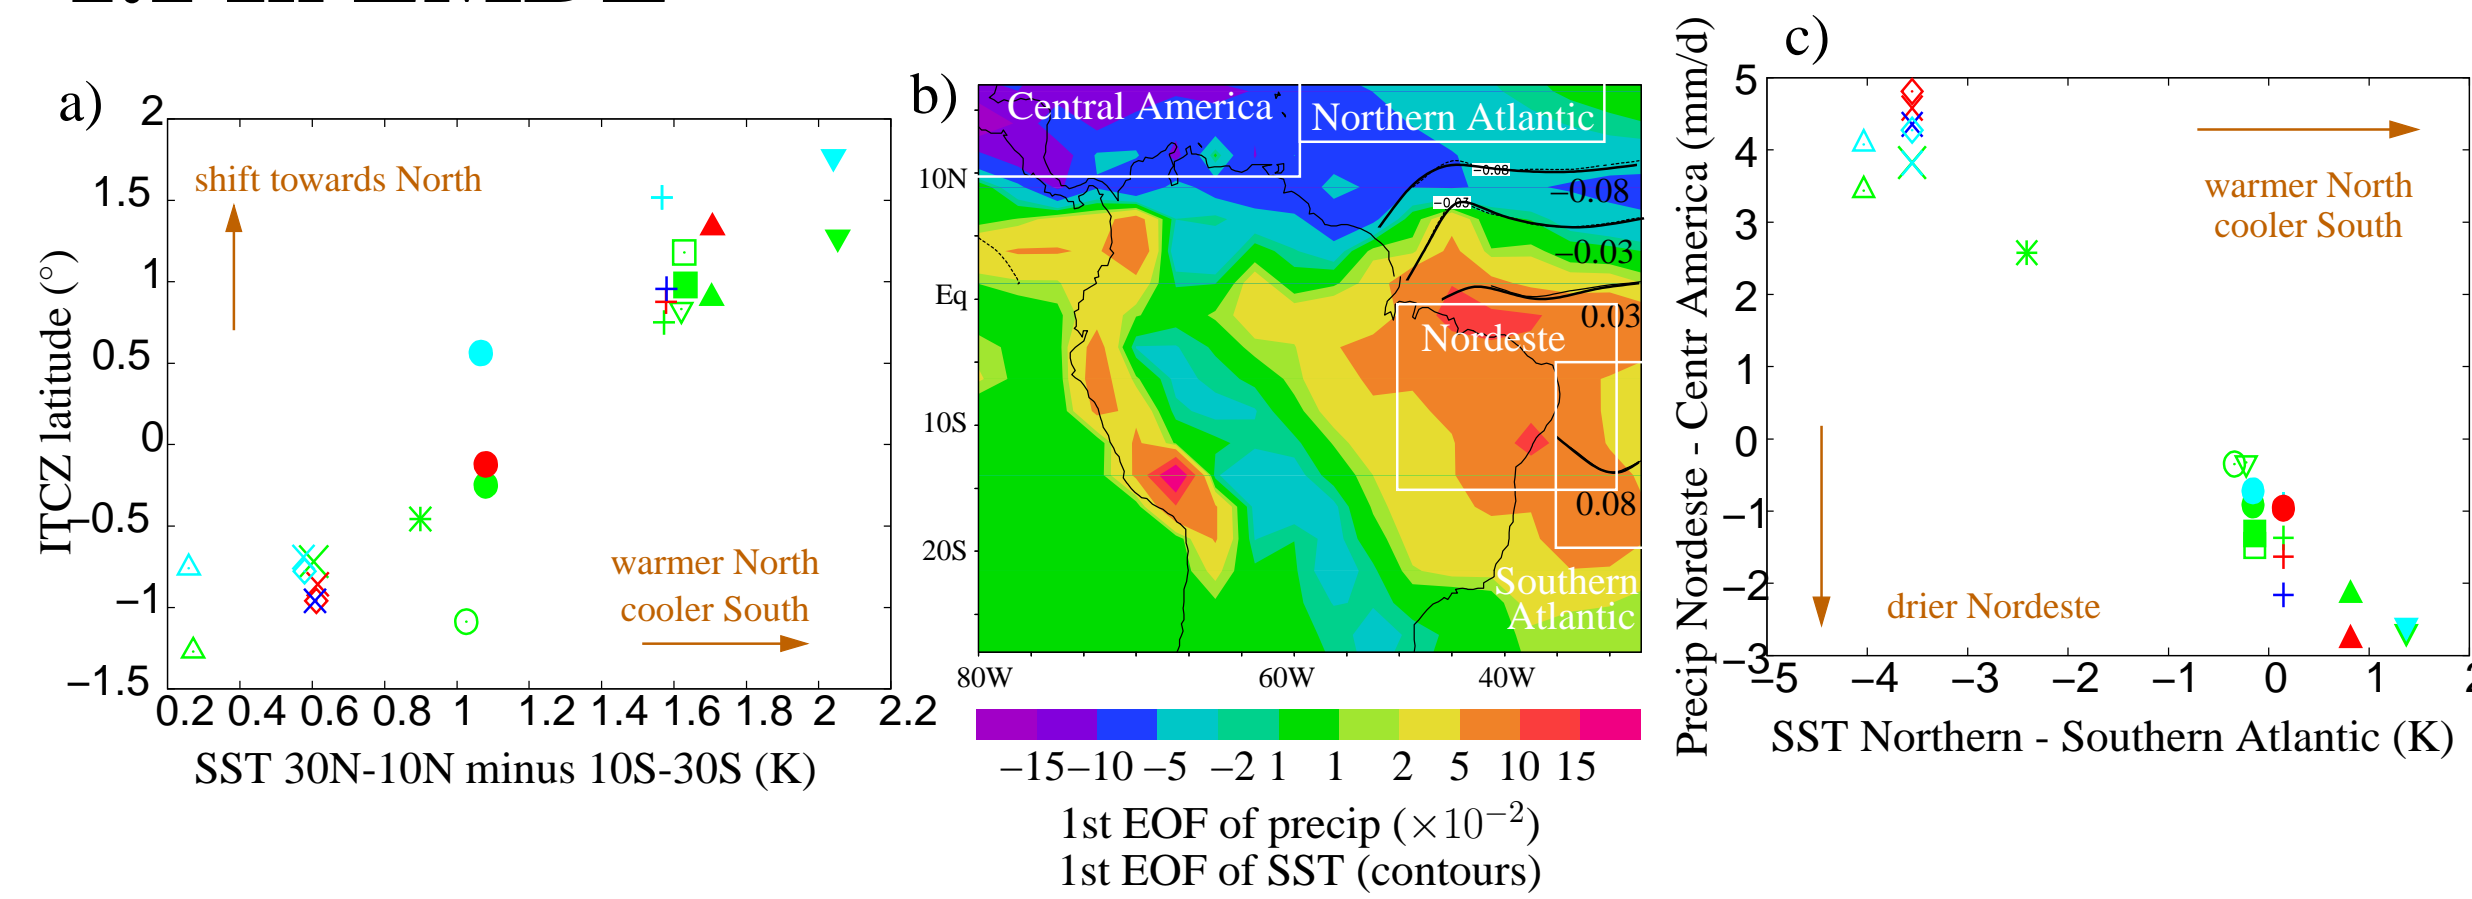 a)
2
1.5
1
0.5
0
−0.5
−1
−1.5
0.2 0.4 0.6 0.8 1 1.2 1.4 1.6 1.8 2 2.2
ITCZ latitude (°)
SST 30N-10N minus 10S-30S (K)
shift towards North
warmer North
cooler South
b)
Central America
Northern Atlantic
Nordeste
Southern
Atlantic
10N
Eq
10S
20S
80W 60W 40W
−0.08
−0.03
−0.08
−0.03
0.03
0.08
−15 −10 −5 −2 1 1 2 5 10 15
1st EOF of precip (×10⁻²)
1st EOF of SST (contours)
c)
5
4
3
2
1
0
−1
−2
−3
−5 −4 −3 −2 −1 0 1 2
Precip Nordeste - Centr America (mm/d)
SST Northern - Southern Atlantic (K)
warmer North
cooler South
drier Nordeste